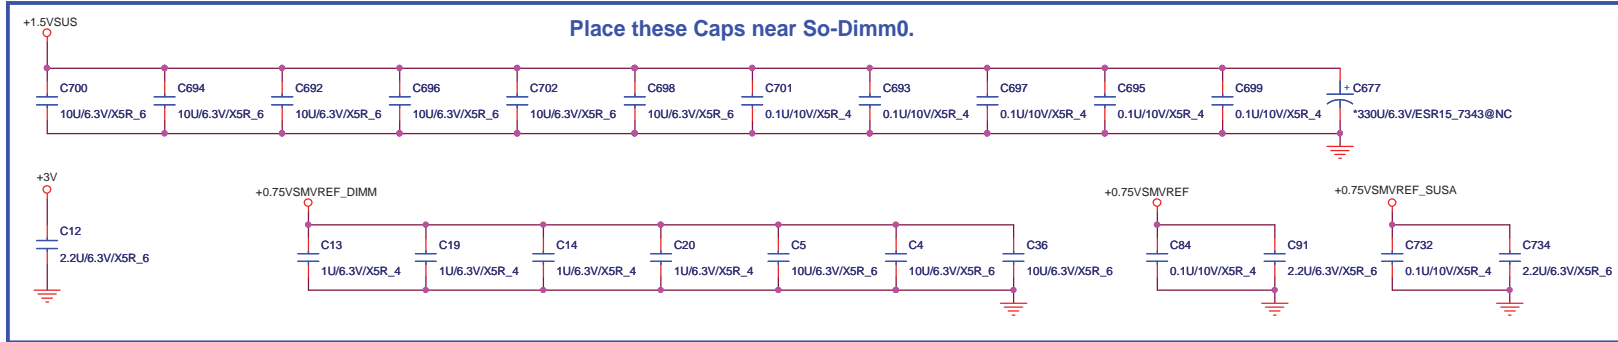 Place these Caps near So-Dimm0.
+1.5VSUS
C700
10U/6.3V/X5R_6
C694
10U/6.3V/X5R_6
C692
10U/6.3V/X5R_6
C696
10U/6.3V/X5R_6
C702
10U/6.3V/X5R_6
C698
10U/6.3V/X5R_6
C701
0.1U/10V/X5R_4
C693
0.1U/10V/X5R_4
C697
0.1U/10V/X5R_4
C695
0.1U/10V/X5R_4
C699
0.1U/10V/X5R_4
+ C677
*330U/6.3V/ESR15_7343@NC
+3V
C12
2.2U/6.3V/X5R_6
+0.75VSMVREF_DIMM
C13
1U/6.3V/X5R_4
C19
1U/6.3V/X5R_4
C14
1U/6.3V/X5R_4
C20
1U/6.3V/X5R_4
C5
10U/6.3V/X5R_6
C4
10U/6.3V/X5R_6
C36
10U/6.3V/X5R_6
+0.75VSMVREF
C84
0.1U/10V/X5R_4
C91
2.2U/6.3V/X5R_6
+0.75VSMVREF_SUSA
C732
0.1U/10V/X5R_4
C734
2.2U/6.3V/X5R_6